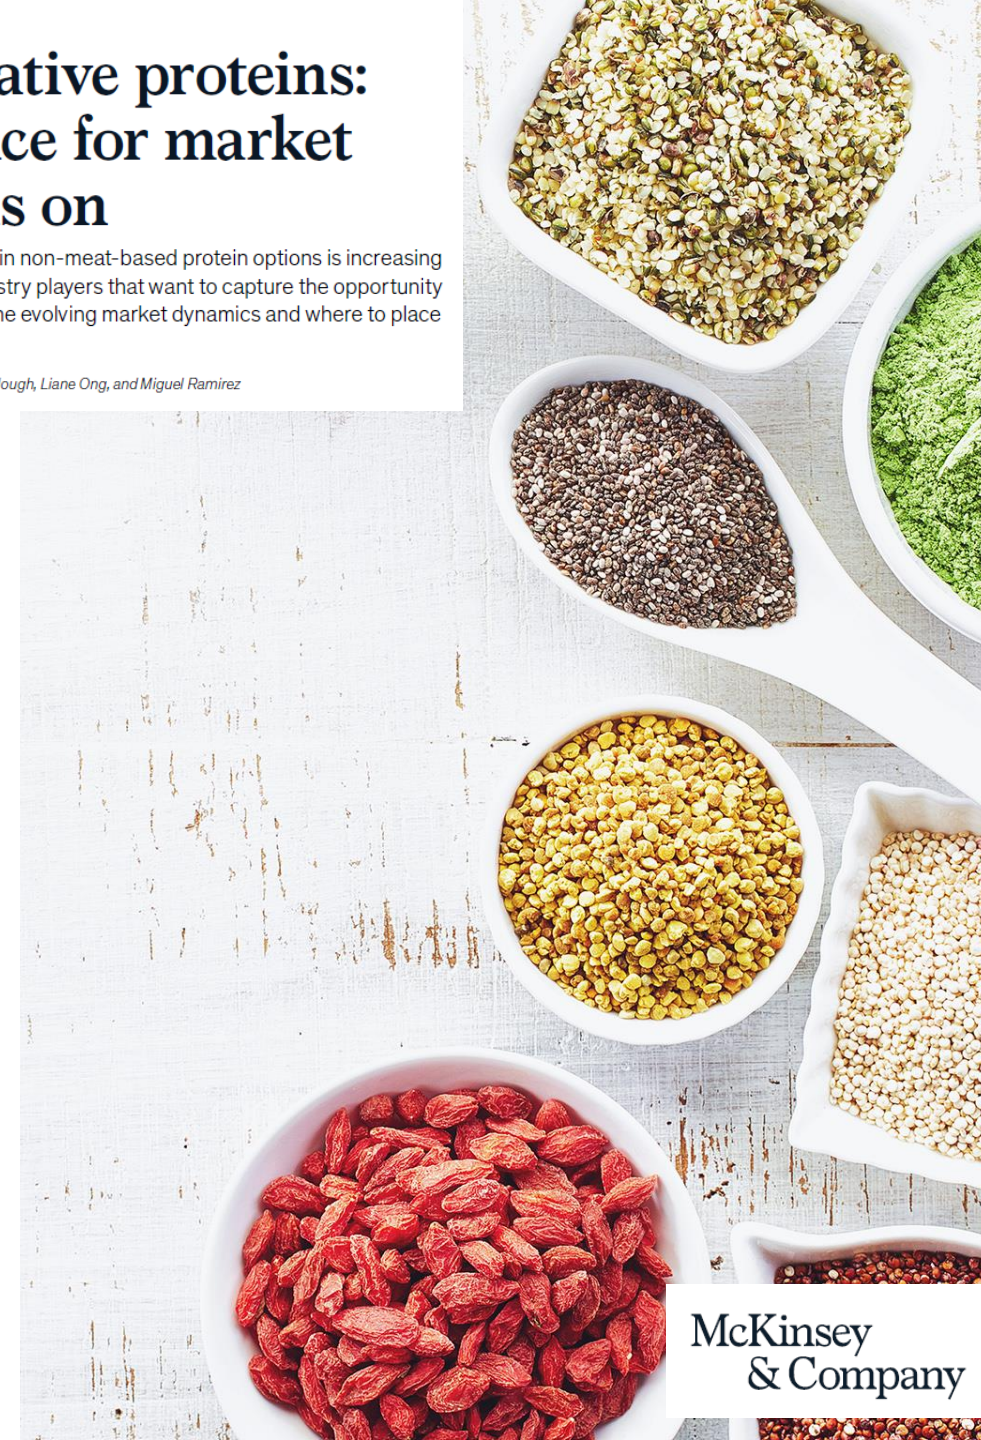 ative proteins:
ce for market
s on
in non-meat-based protein options is increasing
stry players that want to capture the opportunity
he evolving market dynamics and where to place
lough, Liane Ong, and Miguel Ramirez
McKinsey
& Company